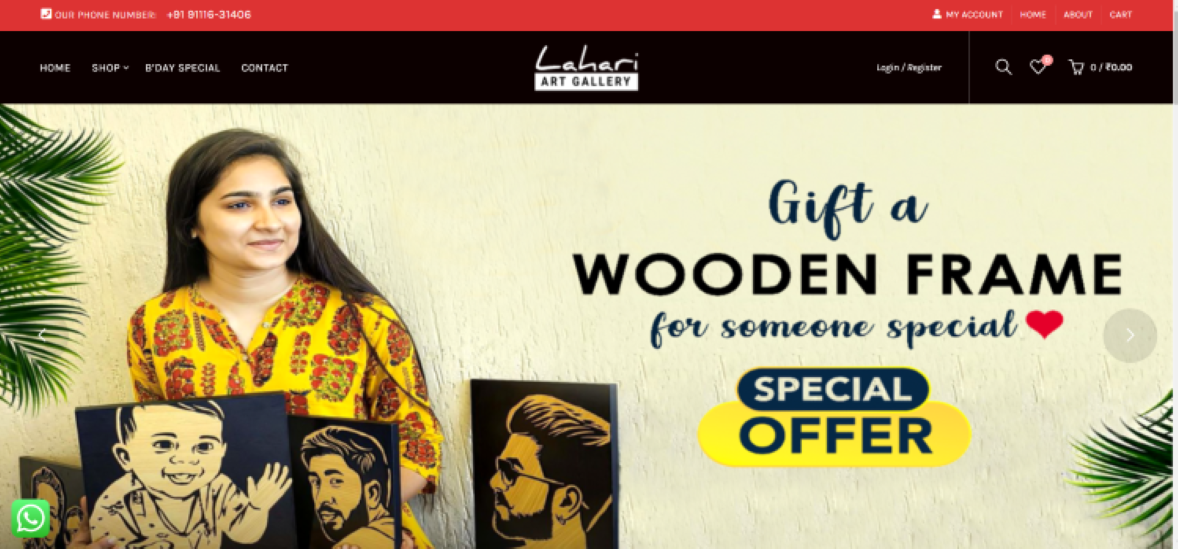 OUR PHONE NUMBER: +91 91116-31406
MY ACCOUNT HOME ABOUT CART
HOME SHOP B'DAY SPECIAL CONTACT
Lahari
ART GALLERY
Login / Register
0
0 / ₹0.00
Gift a
WOODEN FRAME
for someone special
SPECIAL
OFFER